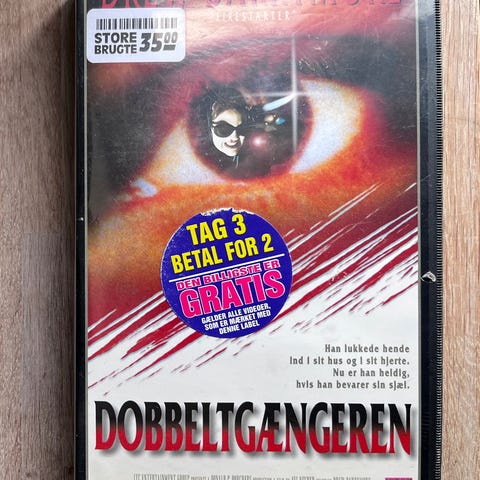 "FIRESTARTER"
STORE
BRUGTE 35.00
TAG 3
BETAL FOR 2
DEN BILLIGSTE ER
GRATIS
GÆLDER ALLE VIDEOER,
SOM ER MÆRKET MED
DENNE LABEL
Han lukkede hende
ind i sit hus og i sit hjerte.
Nu er han heldig,
hvis han bevarer sin sjæl.
DOBBELTGÆNGEREN